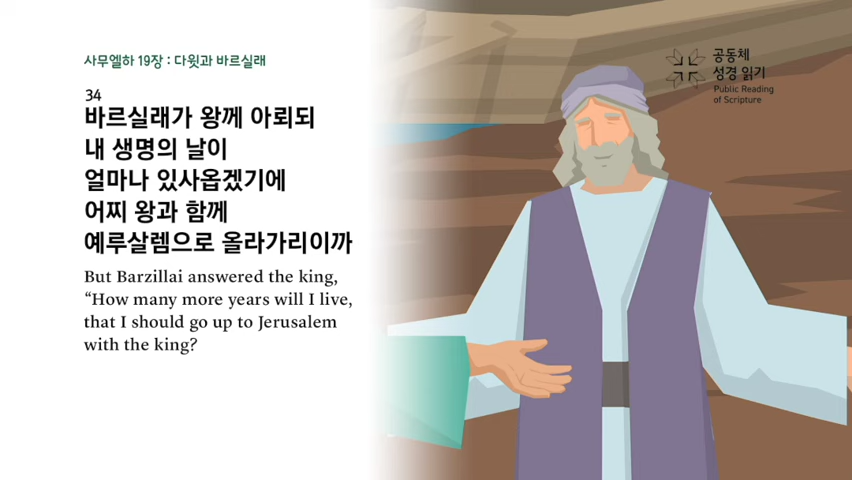 사무엘하 19장 : 다윗과 바르실래
34
바르실래가 왕께 아뢰되
내 생명의 날이
얼마나 있사옵겠기에
어찌 왕과 함께
예루살렘으로 올라가리이까
But Barzillai answered the king,
“How many more years will I live,
that I should go up to Jerusalem
with the king?
공동체
성경 읽기
Public Reading
of Scripture